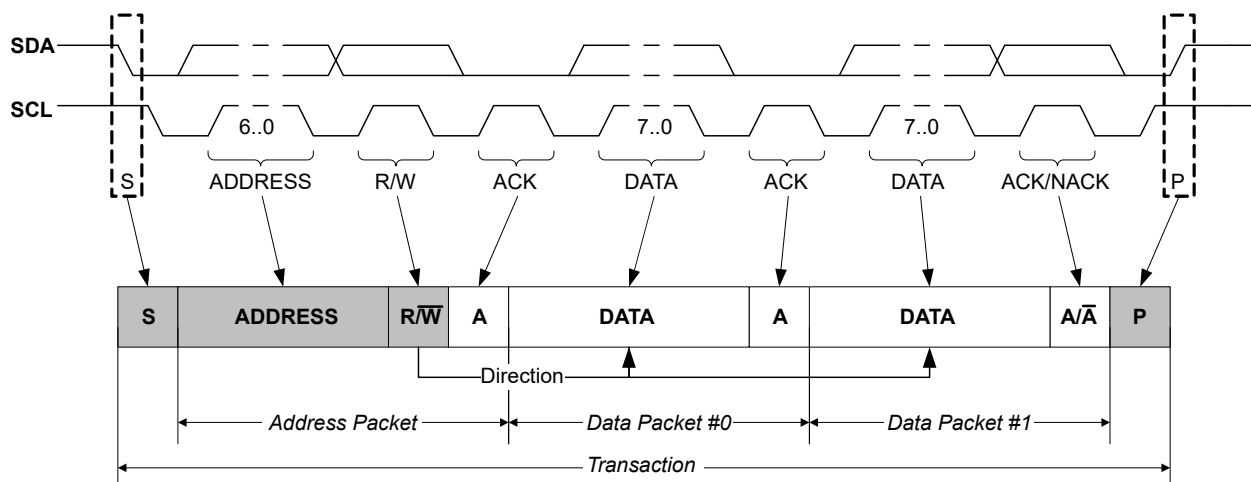 SDA
SCL
6..0 7..0 7..0
S ADDRESS R/W ACK DATA ACK DATA ACK/NACK P
S ADDRESS R/W̅ A DATA A DATA A/A̅ P
Direction
Address Packet Data Packet #0 Data Packet #1
Transaction